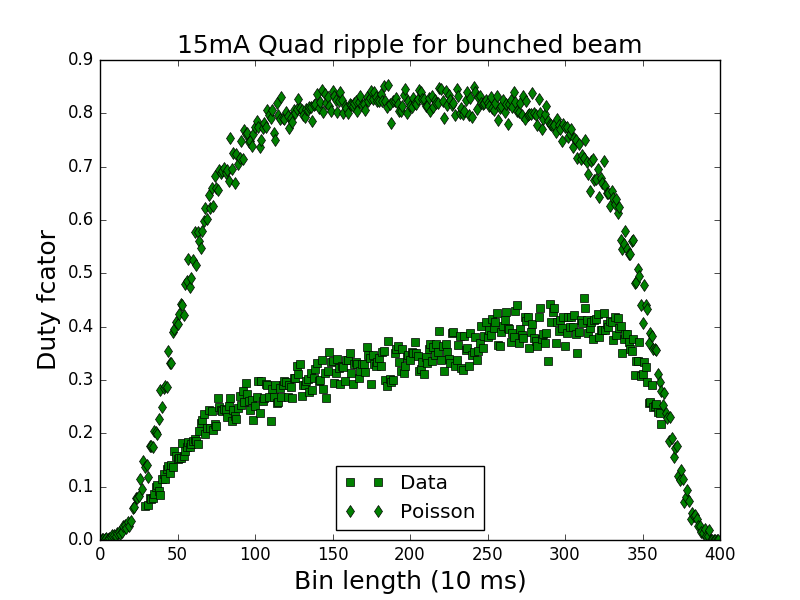 15mA Quad ripple for bunched beam
0.9
0.8
0.7
0.6
0.5
0.4
0.3
0.2
0.1
0.0
Duty fcator
Data
Poisson
0 50 100 150 200 250 300 350 400
Bin length (10 ms)